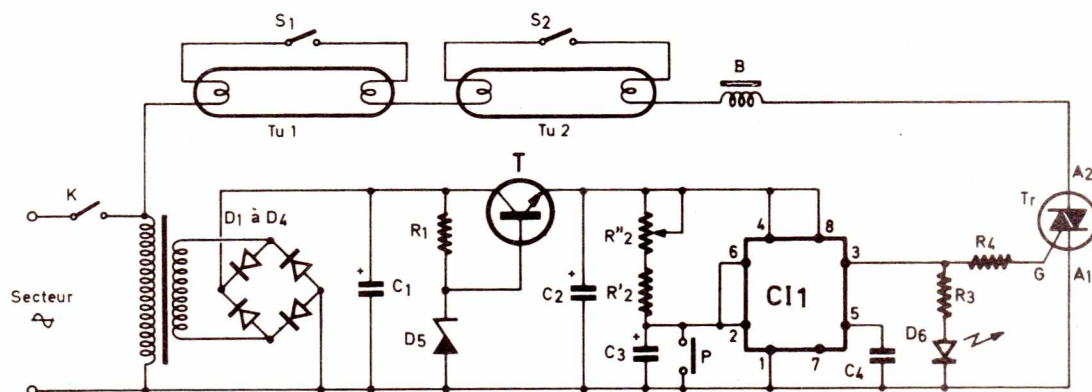 S1
S2
B
Tu 1
Tu 2
K
D1 à D4
T
A2
Tr
R1
R"2
R'2
4
8
6
3
R4
G
A1
Secteur
+
C1
+
C2
CI1
R3
2
5
D5
+
C3
P
D6
1
7
C4